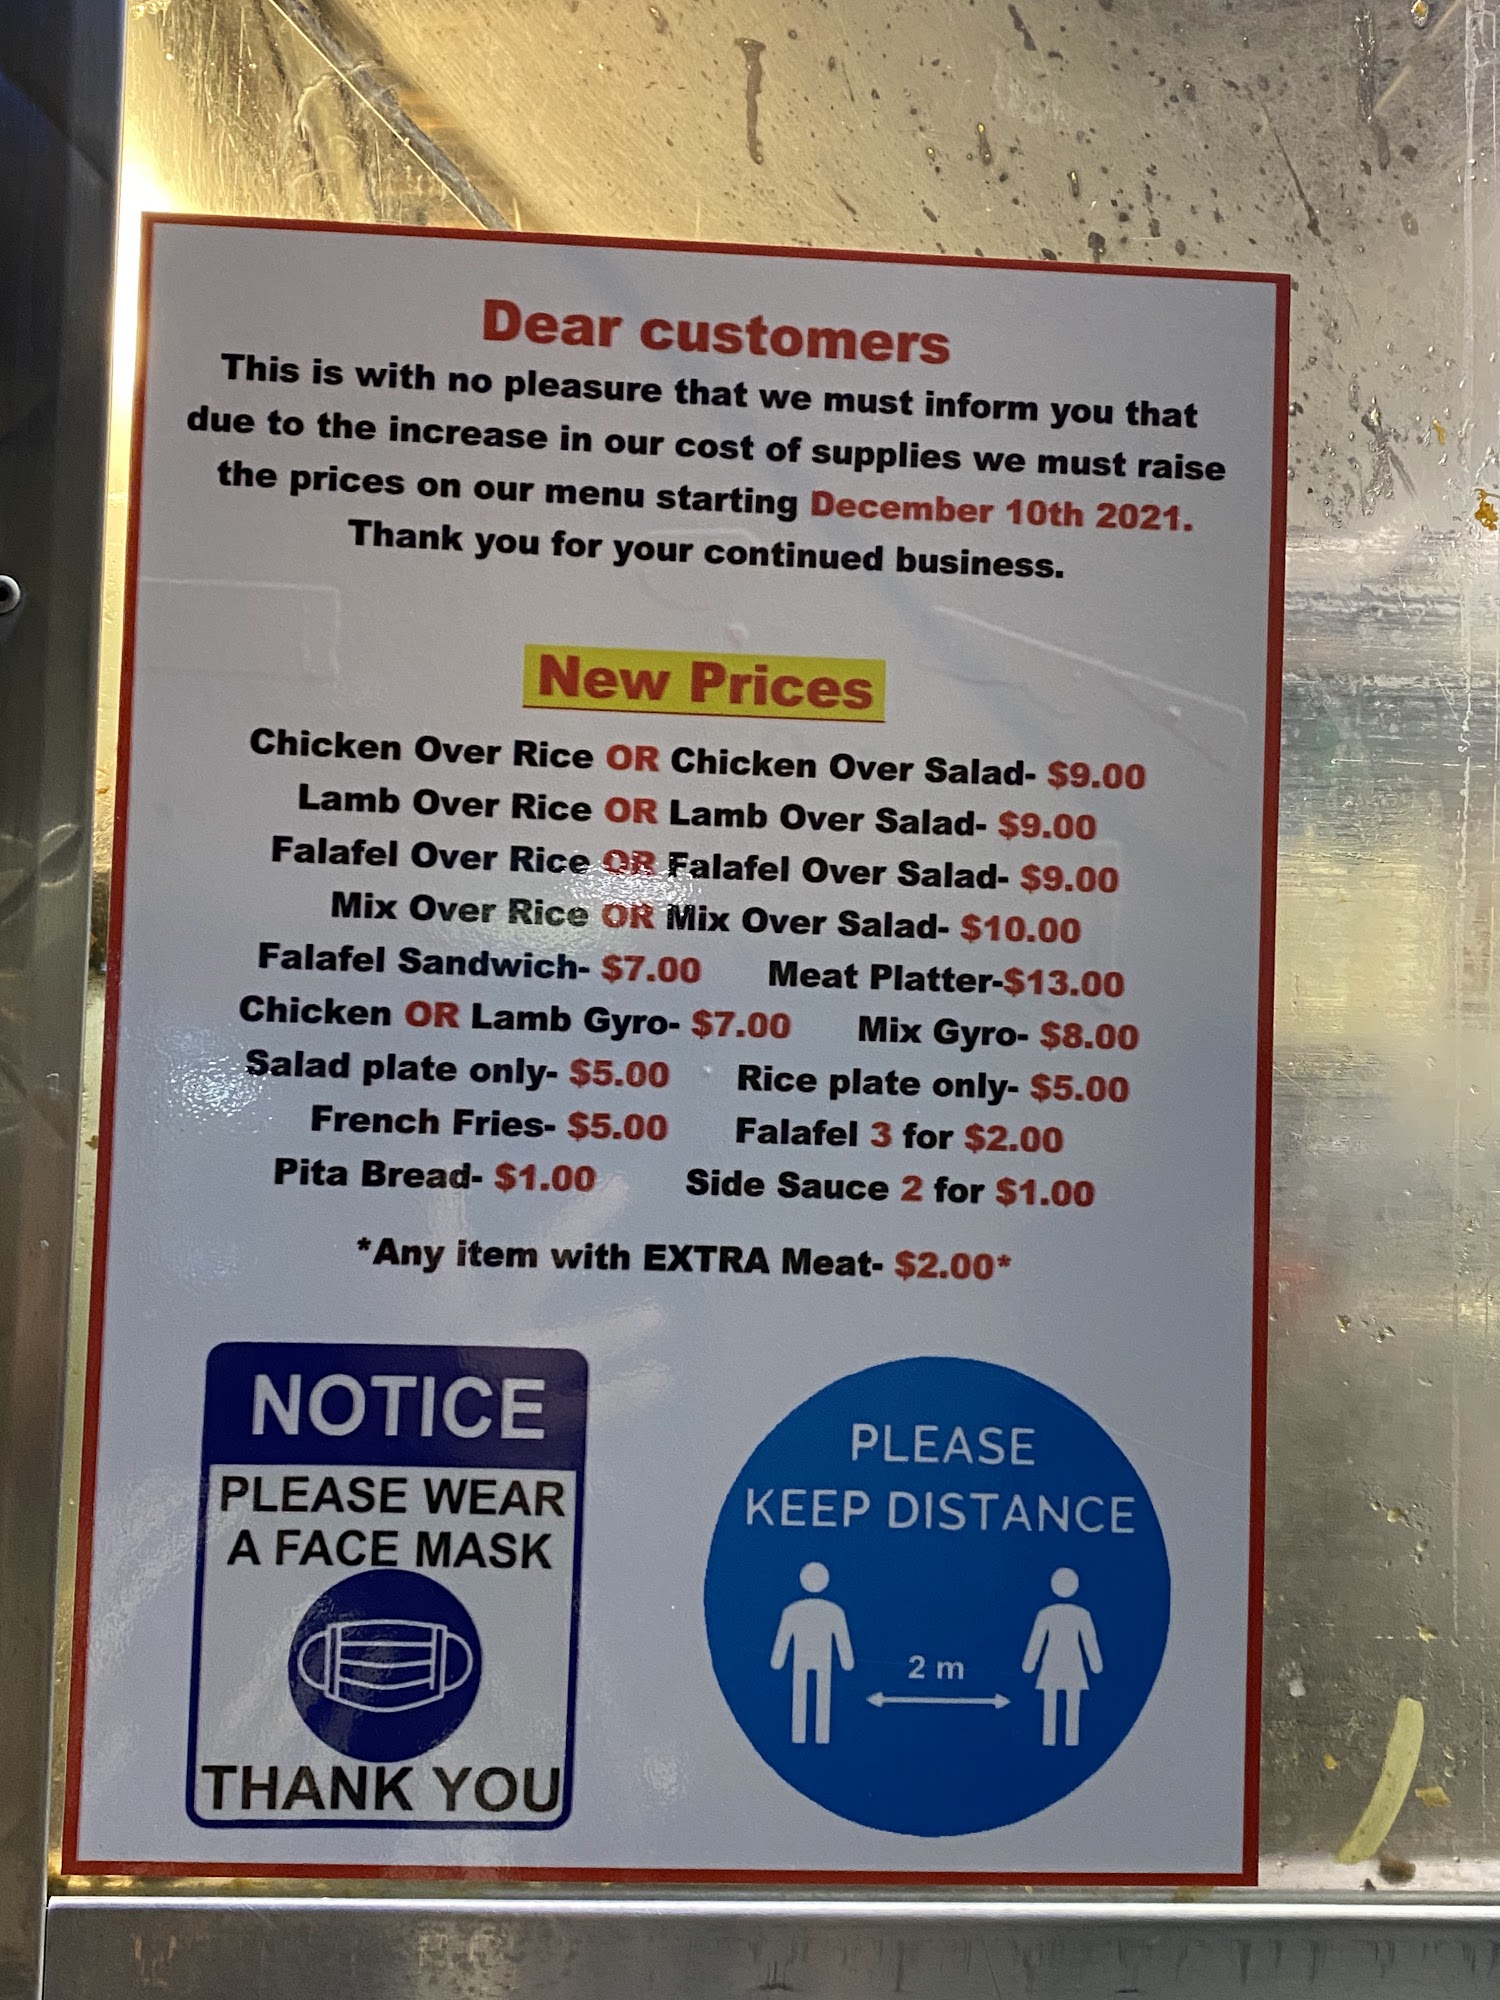 Dear customers
This is with no pleasure that we must inform you that
due to the increase in our cost of supplies we must raise
the prices on our menu starting December 10th 2021.
Thank you for your continued business.
New Prices
Chicken Over Rice OR Chicken Over Salad- $9.00
Lamb Over Rice OR Lamb Over Salad- $9.00
Falafel Over Rice OR Falafel Over Salad- $9.00
Mix Over Rice OR Mix Over Salad- $10.00
Falafel Sandwich- $7.00 Meat Platter-$13.00
Chicken OR Lamb Gyro- $7.00 Mix Gyro- $8.00
Salad plate only- $5.00 Rice plate only- $5.00
French Fries- $5.00 Falafel 3 for $2.00
Pita Bread- $1.00 Side Sauce 2 for $1.00
*Any item with EXTRA Meat- $2.00*
NOTICE
PLEASE WEAR
A FACE MASK
THANK YOU
PLEASE
KEEP DISTANCE
2 m